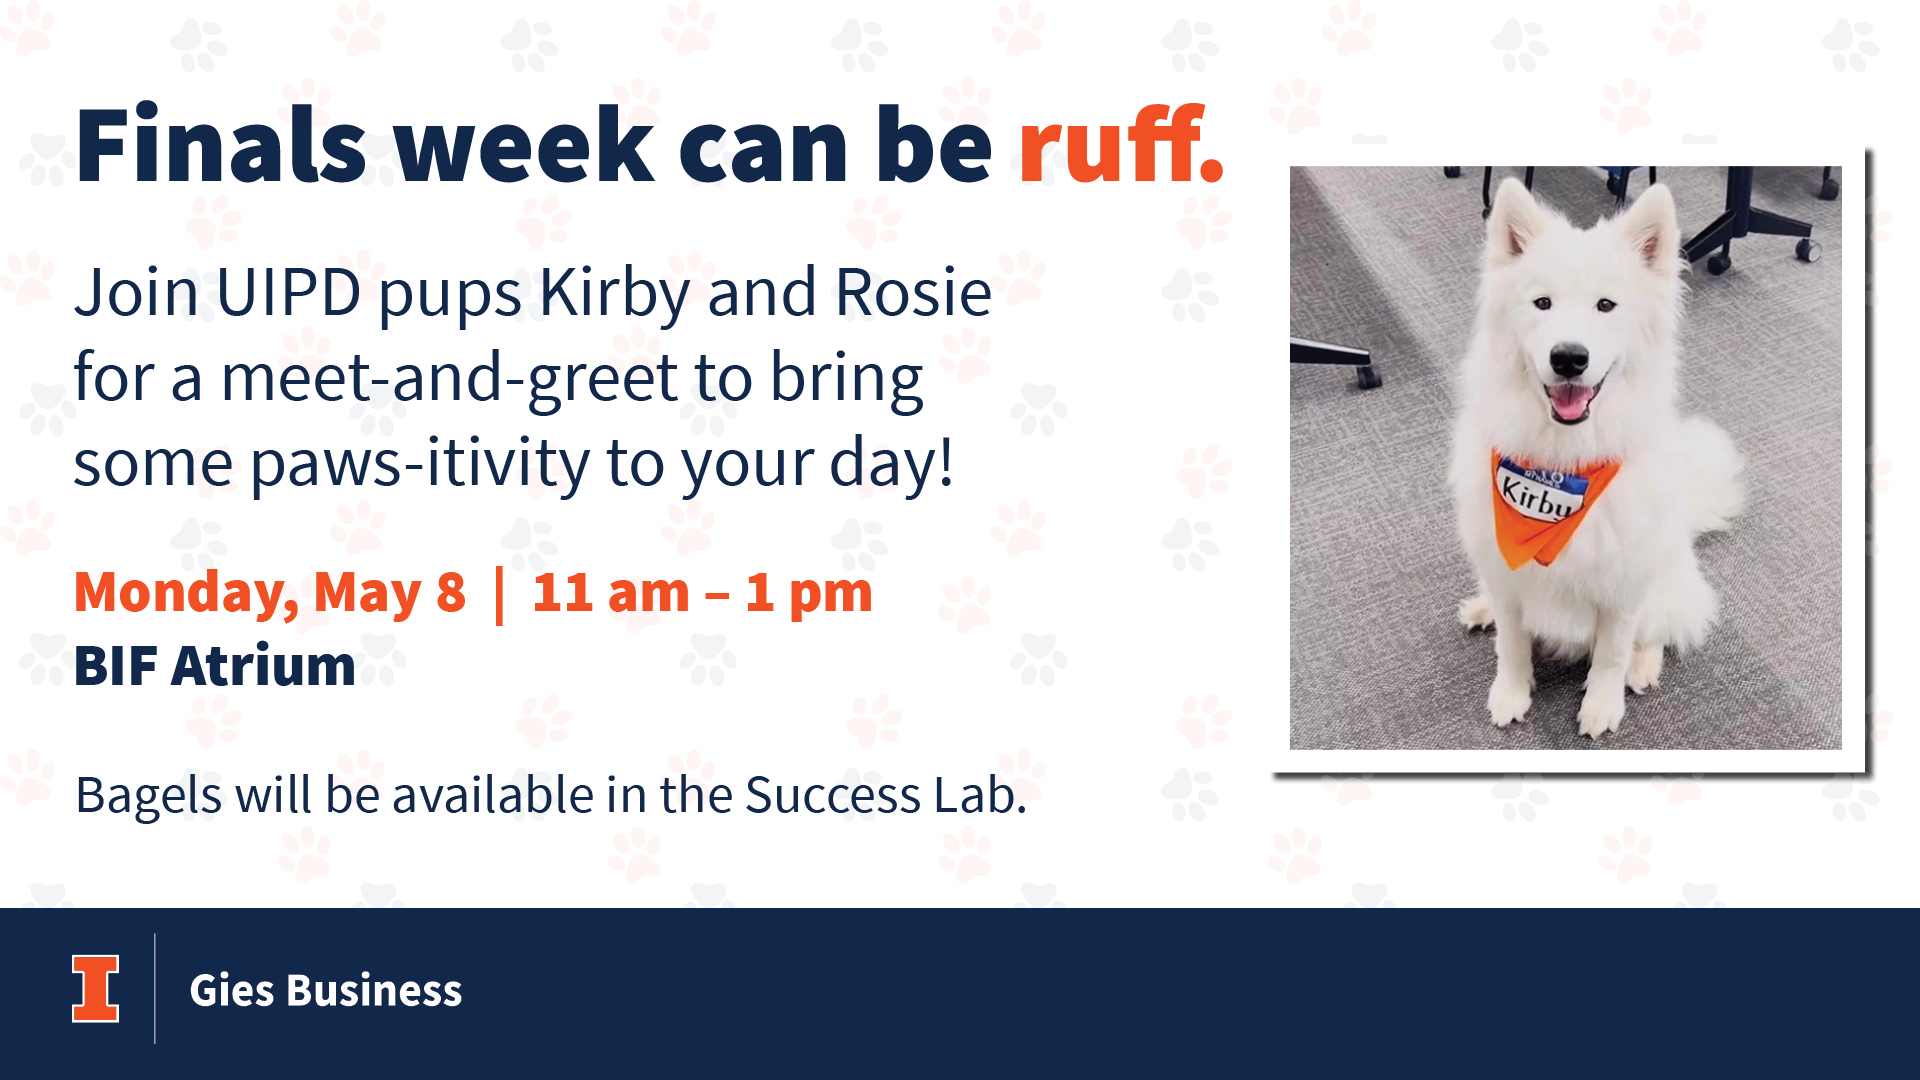 Finals week can be ruff.
Join UIPD pups Kirby and Rosie
for a meet-and-greet to bring
some paws-itivity to your day!
Monday, May 8 | 11 am – 1 pm
BIF Atrium
Bagels will be available in the Success Lab.
Kirby
I
Gies Business